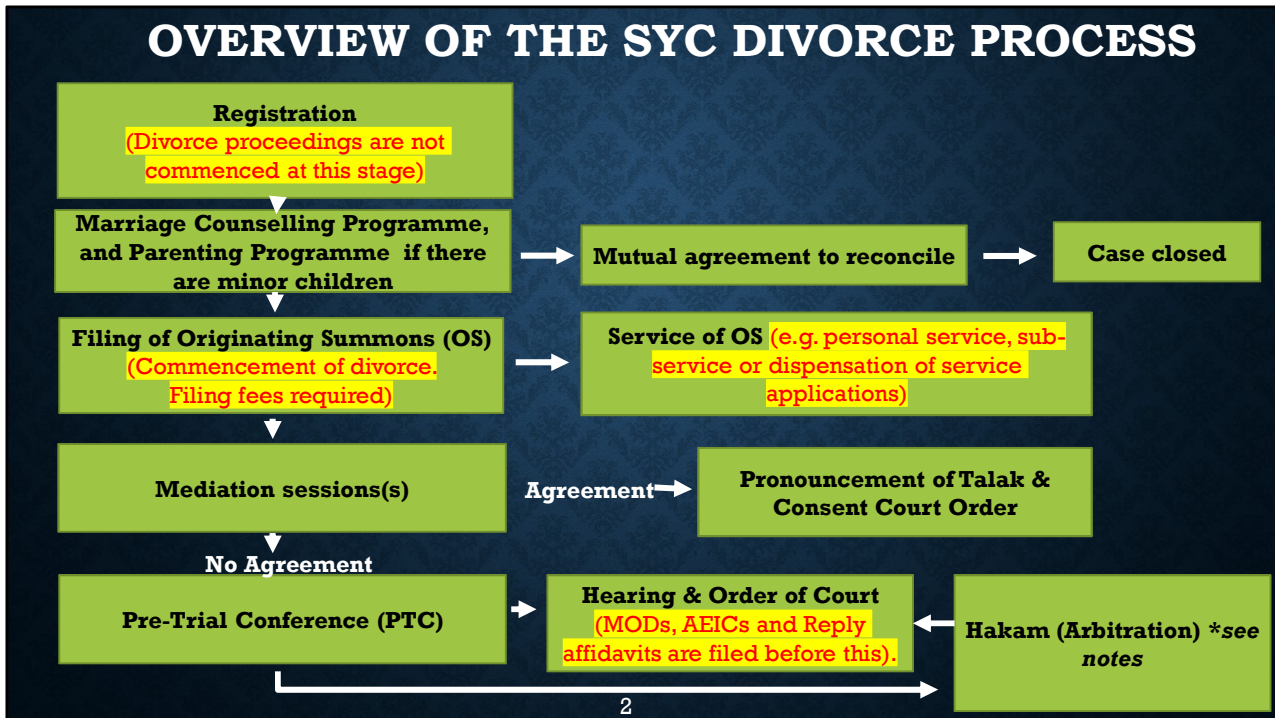 OVERVIEW OF THE SYC DIVORCE PROCESS
Registration
(Divorce proceedings are not
commenced at this stage)
Marriage Counselling Programme,
and Parenting Programme if there
are minor children
Mutual agreement to reconcile
Case closed
Filing of Originating Summons (OS)
(Commencement of divorce.
Filing fees required)
Service of OS (e.g. personal service, sub-
service or dispensation of service
applications)
Mediation sessions(s)
Agreement
Pronouncement of Talak &
Consent Court Order
No Agreement
Pre-Trial Conference (PTC)
Hearing & Order of Court
(MODs, AEICs and Reply
affidavits are filed before this).
Hakam (Arbitration) *see
notes
2